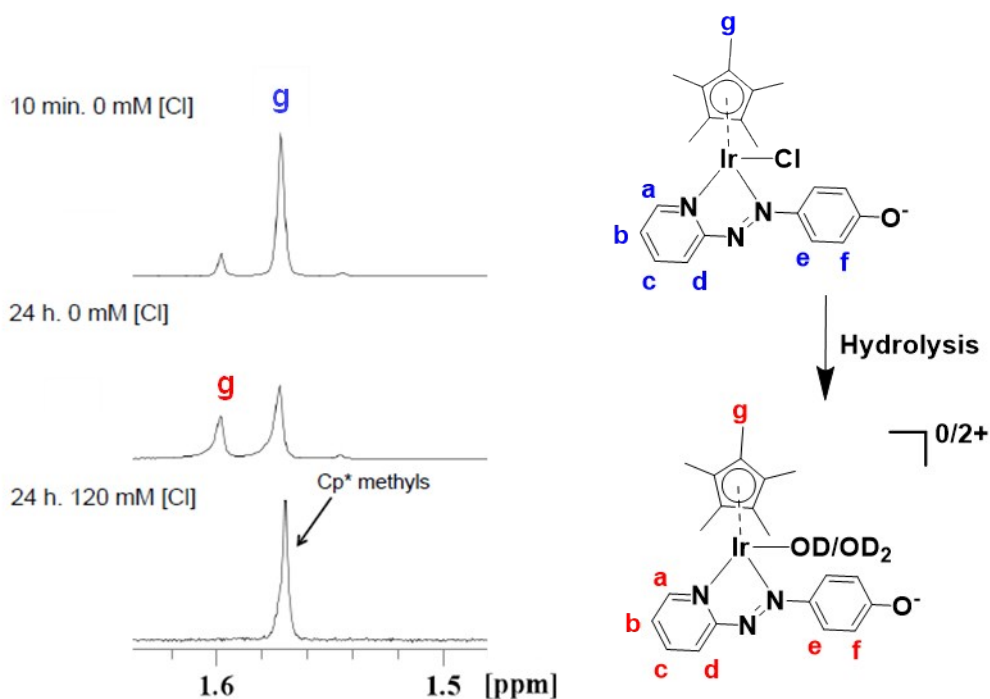 10 min. 0 mM [Cl]
g
24 h. 0 mM [Cl]
g
24 h. 120 mM [Cl]
Cp* methyls
1.6 1.5 [ppm]
g
Ir Cl
a
N N
b N
c d e f
O-
Hydrolysis
g
0/2+
Ir OD/OD2
a
N N
b N
c d e f
O-